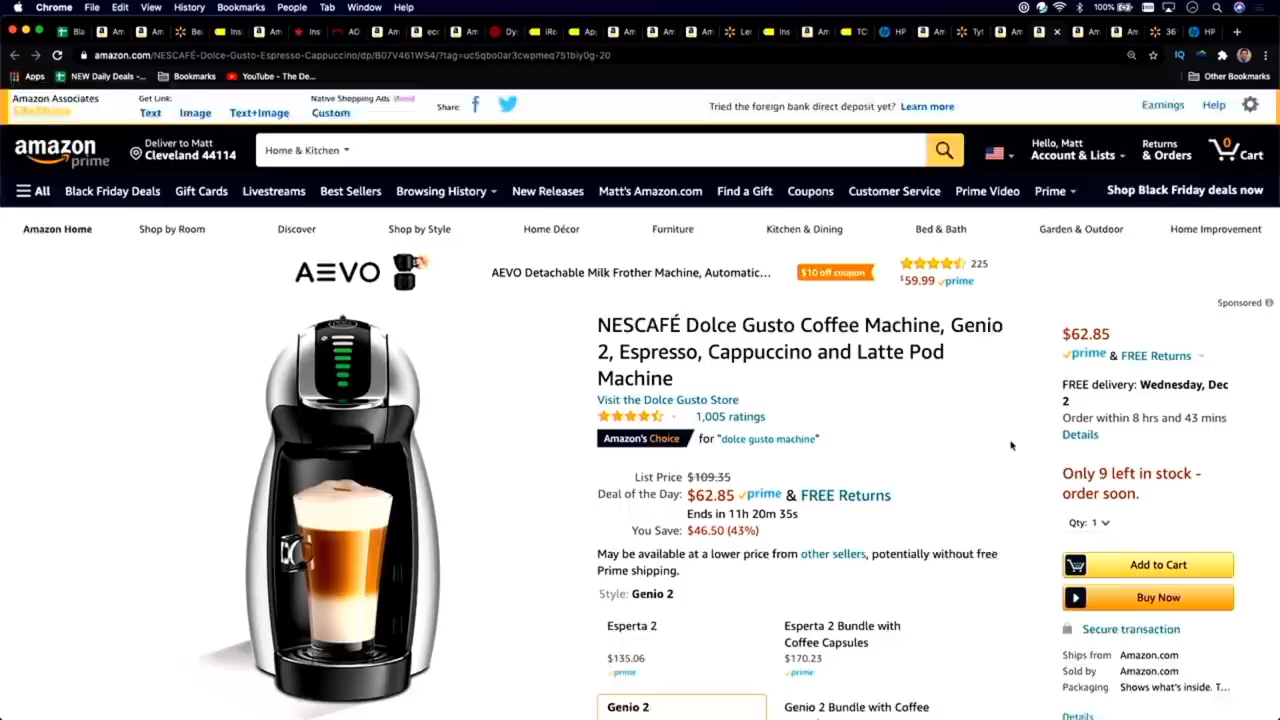 Chrome File Edit View History Bookmarks People Tab Window Help 100%
amazon.com/NESCAFÉ-Dolce-Gusto-Espresso-Cappuccino/dp/B07V461WS4/?tag=uc5qbo0ar3cwpmeq751biy0g-20
Apps NEW Daily Deals -... Bookmarks YouTube - The De... Other Bookmarks
Amazon Associates
Get Link:
Text Image Text+Image
Native Shopping Ads
Custom
Share:
Tried the foreign bank direct deposit yet? Learn more
Earnings Help
amazon prime
Deliver to Matt
Cleveland 44114
Home & Kitchen
Hello, Matt
Account & Lists
Returns
& Orders
0
Cart
All Black Friday Deals Gift Cards Livestreams Best Sellers Browsing History New Releases Matt's Amazon.com Find a Gift Coupons Customer Service Prime Video Prime Shop Black Friday deals now
Amazon Home Shop by Room Discover Shop by Style Home Décor Furniture Kitchen & Dining Bed & Bath Garden & Outdoor Home Improvement
AEVO
AEVO Detachable Milk Frother Machine, Automatic...
$10 off coupon
225
$59.99 prime
Sponsored
NESCAFÉ Dolce Gusto Coffee Machine, Genio
2, Espresso, Cappuccino and Latte Pod
Machine
Visit the Dolce Gusto Store
1,005 ratings
Amazon's Choice for "dolce gusto machine"
List Price $109.35
Deal of the Day: $62.85 prime & FREE Returns
Ends in 11h 20m 35s
You Save: $46.50 (43%)
May be available at a lower price from other sellers, potentially without free
Prime shipping.
Style: Genio 2
Esperta 2
$135.06
prime
Esperta 2 Bundle with
Coffee Capsules
$170.23
prime
Genio 2
Genio 2 Bundle with Coffee
$62.85
prime & FREE Returns
FREE delivery: Wednesday, Dec
2
Order within 8 hrs and 43 mins
Details
Only 9 left in stock -
order soon.
Qty: 1
Add to Cart
Buy Now
Secure transaction
Ships from Amazon.com
Sold by Amazon.com
Packaging Shows what's inside. T...
Details